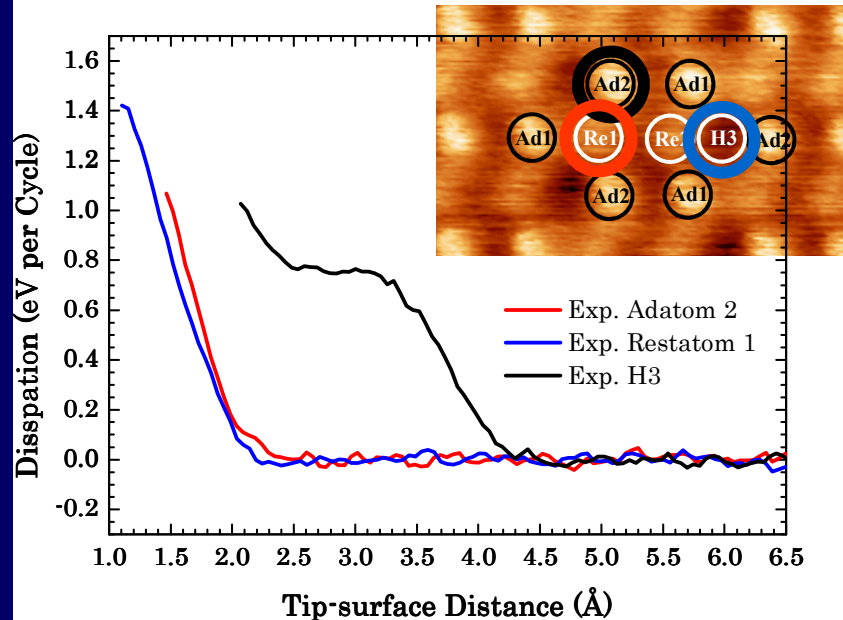 Ad2
Ad1
Ad1
Re1
Re2
H3
Ad2
Ad2
Ad1
1.6
1.4
1.2
1.0
0.8
0.6
0.4
0.2
0.0
-0.2
Disspation (eV per Cycle)
Exp. Adatom 2
Exp. Restatom 1
Exp. H3
1.0 1.5 2.0 2.5 3.0 3.5 4.0 4.5 5.0 5.5 6.0 6.5
Tip-surface Distance (Å)